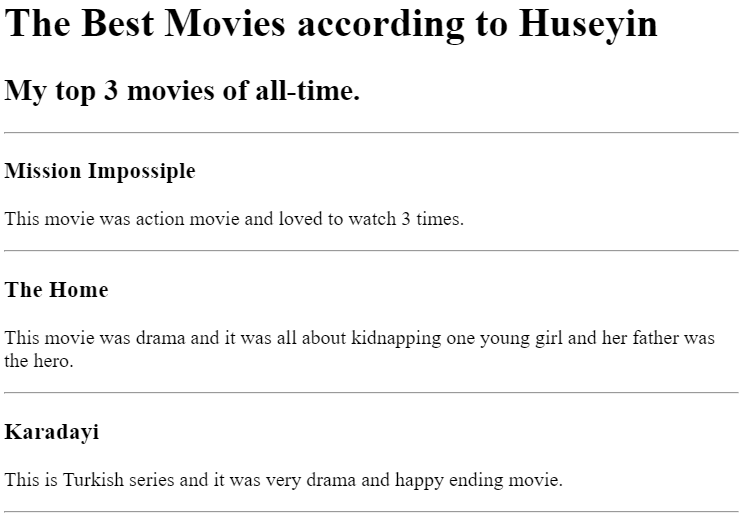 The Best Movies according to Huseyin
My top 3 movies of all-time.
Mission Impossiple
This movie was action movie and loved to watch 3 times.
The Home
This movie was drama and it was all about kidnapping one young girl and her father was
the hero.
Karadayi
This is Turkish series and it was very drama and happy ending movie.